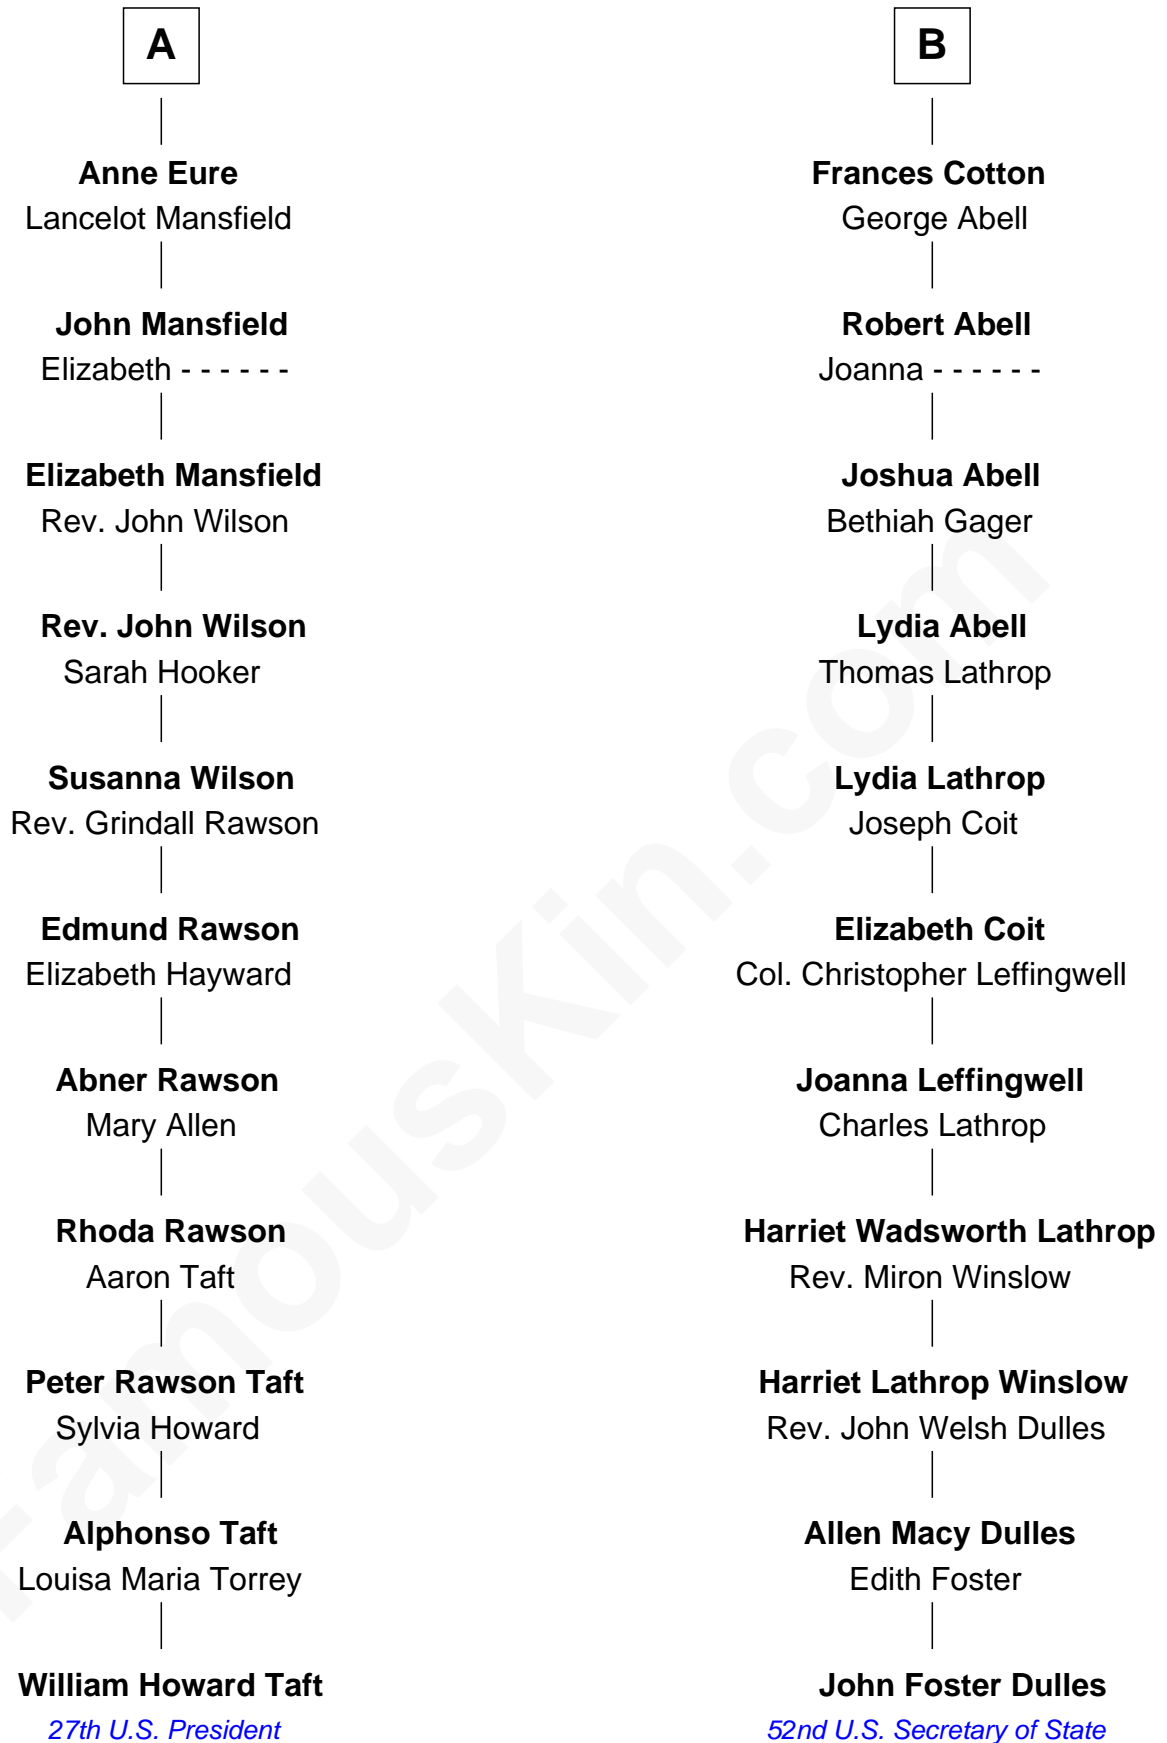 A
Anne Eure
Lancelot Mansfield
John Mansfield
Elizabeth - - - - - -
Elizabeth Mansfield
Rev. John Wilson
Rev. John Wilson
Sarah Hooker
Susanna Wilson
Rev. Grindall Rawson
Edmund Rawson
Elizabeth Hayward
Abner Rawson
Mary Allen
Rhoda Rawson
Aaron Taft
Peter Rawson Taft
Sylvia Howard
Alphonso Taft
Louisa Maria Torrey
William Howard Taft
27th U.S. President
B
Frances Cotton
George Abell
Robert Abell
Joanna - - - - - -
Joshua Abell
Bethiah Gager
Lydia Abell
Thomas Lathrop
Lydia Lathrop
Joseph Coit
Elizabeth Coit
Col. Christopher Leffingwell
Joanna Leffingwell
Charles Lathrop
Harriet Wadsworth Lathrop
Rev. Miron Winslow
Harriet Lathrop Winslow
Rev. John Welsh Dulles
Allen Macy Dulles
Edith Foster
John Foster Dulles
52nd U.S. Secretary of State
FamousKin.com